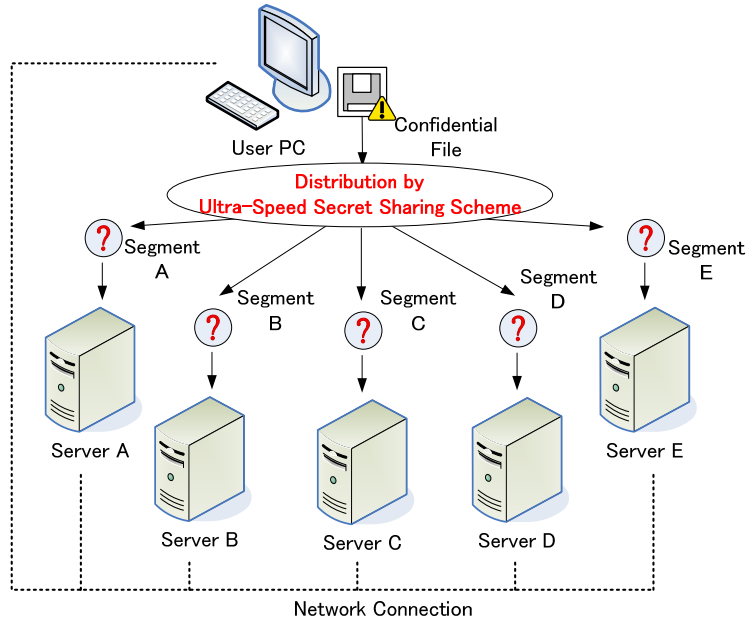 User PC
Confidential
File
Distribution by
Ultra-Speed Secret Sharing Scheme
?
Segment
A
?
Segment
B
?
Segment
C
?
Segment
D
?
Segment
E
Server A
Server B
Server C
Server D
Server E
Network Connection